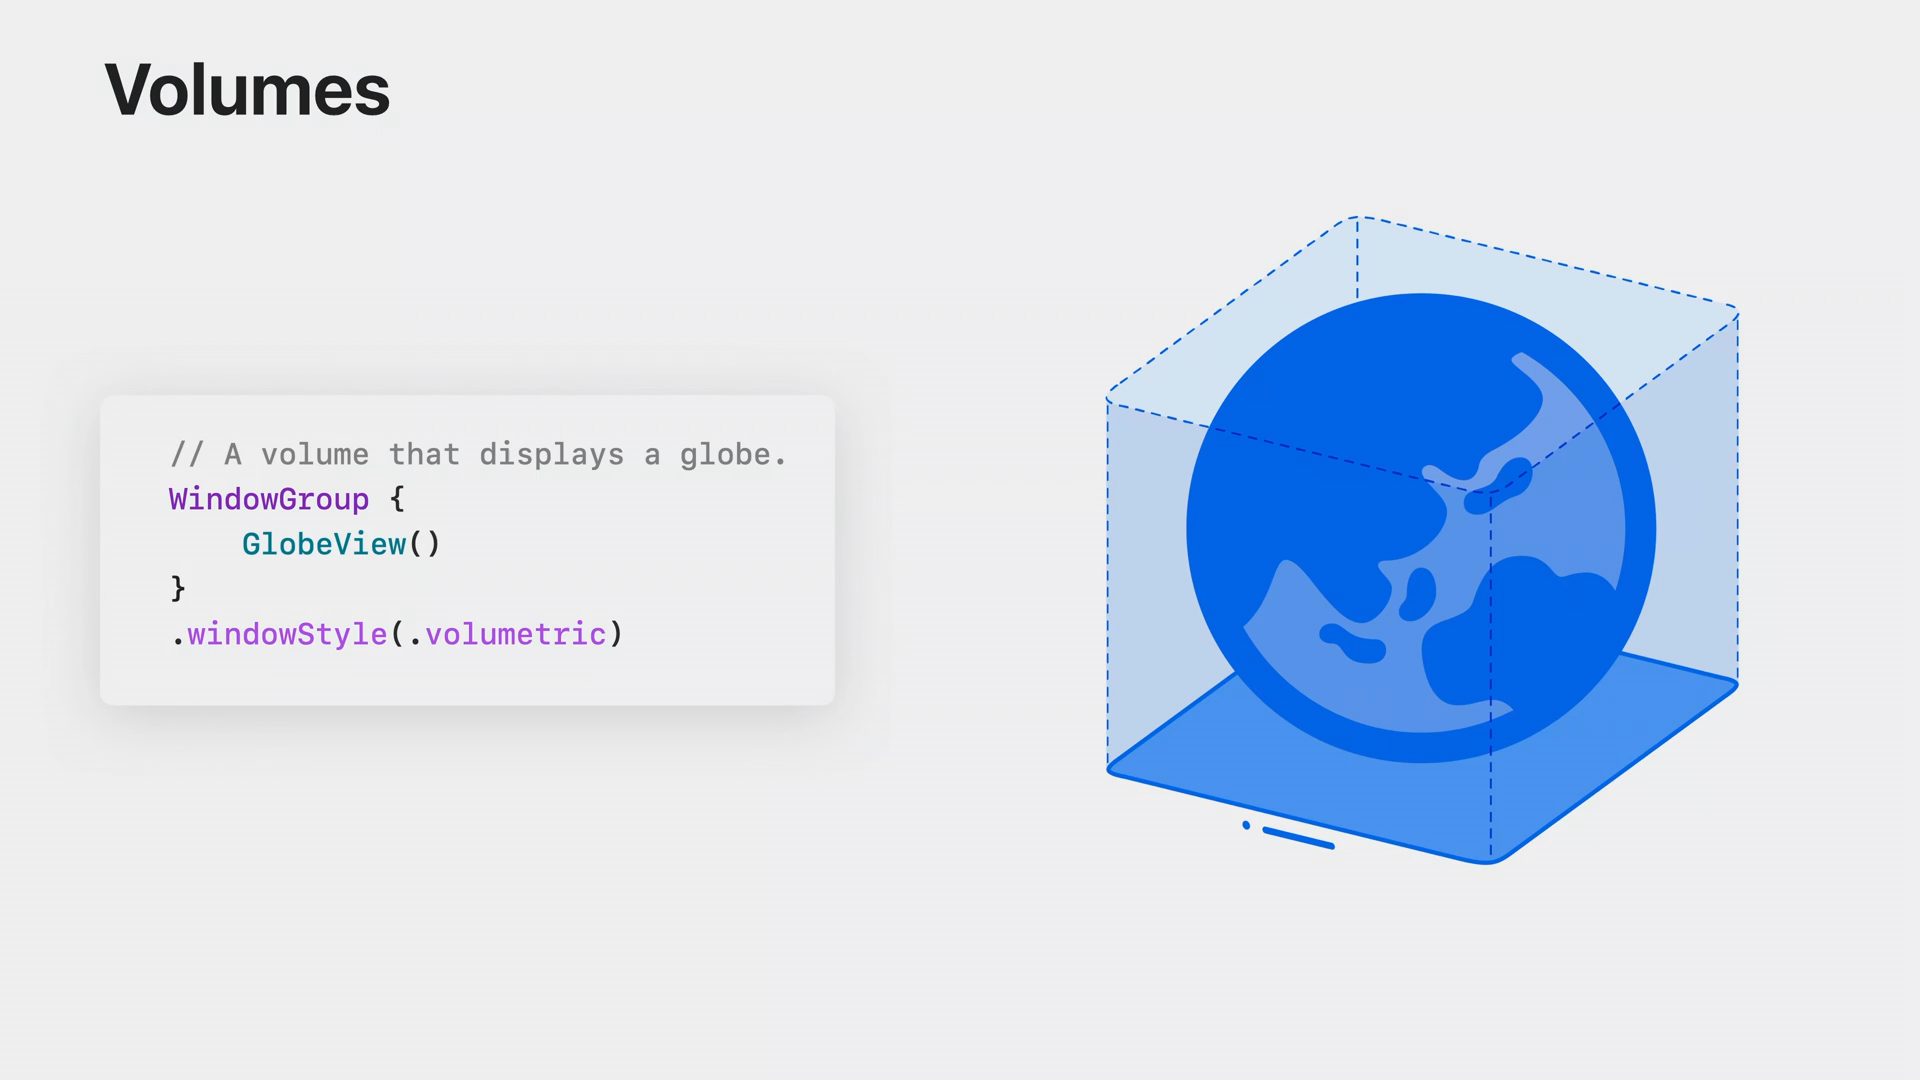 Volumes
// A volume that displays a globe.
WindowGroup {
    GlobeView()
}
.windowStyle(.volumetric)